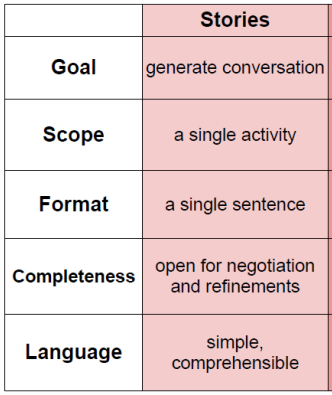 Stories
Goal
generate conversation
Scope
a single activity
Format
a single sentence
Completeness
open for negotiation
and refinements
Language
simple,
comprehensible